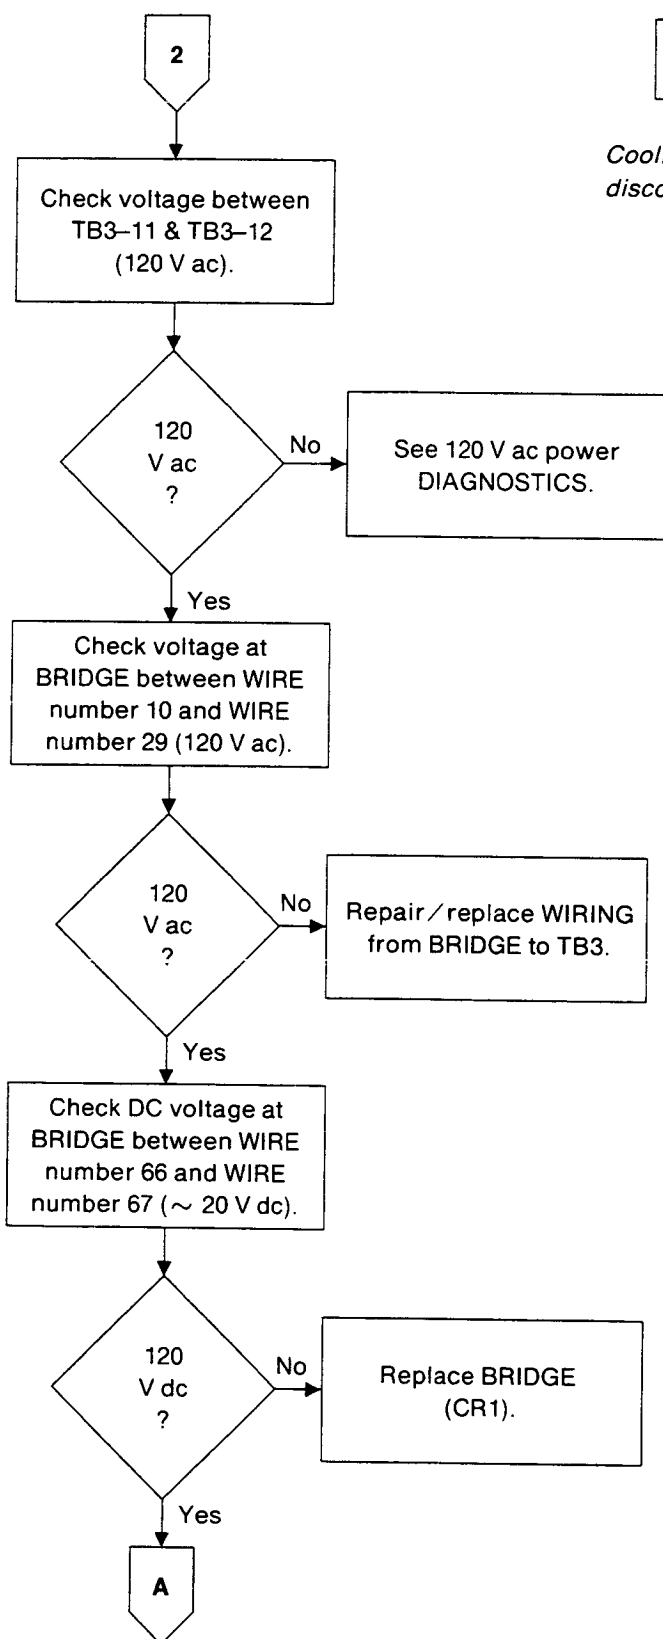 2
Cool
disco
Check voltage between
TB3–11 & TB3–12
(120 V ac).
120
V ac
?
No
See 120 V ac power
DIAGNOSTICS.
Yes
Check voltage at
BRIDGE between WIRE
number 10 and WIRE
number 29 (120 V ac).
120
V ac
?
No
Repair/replace WIRING
from BRIDGE to TB3.
Yes
Check DC voltage at
BRIDGE between WIRE
number 66 and WIRE
number 67 (~ 20 V dc).
120
V dc
?
No
Replace BRIDGE
(CR1).
Yes
A